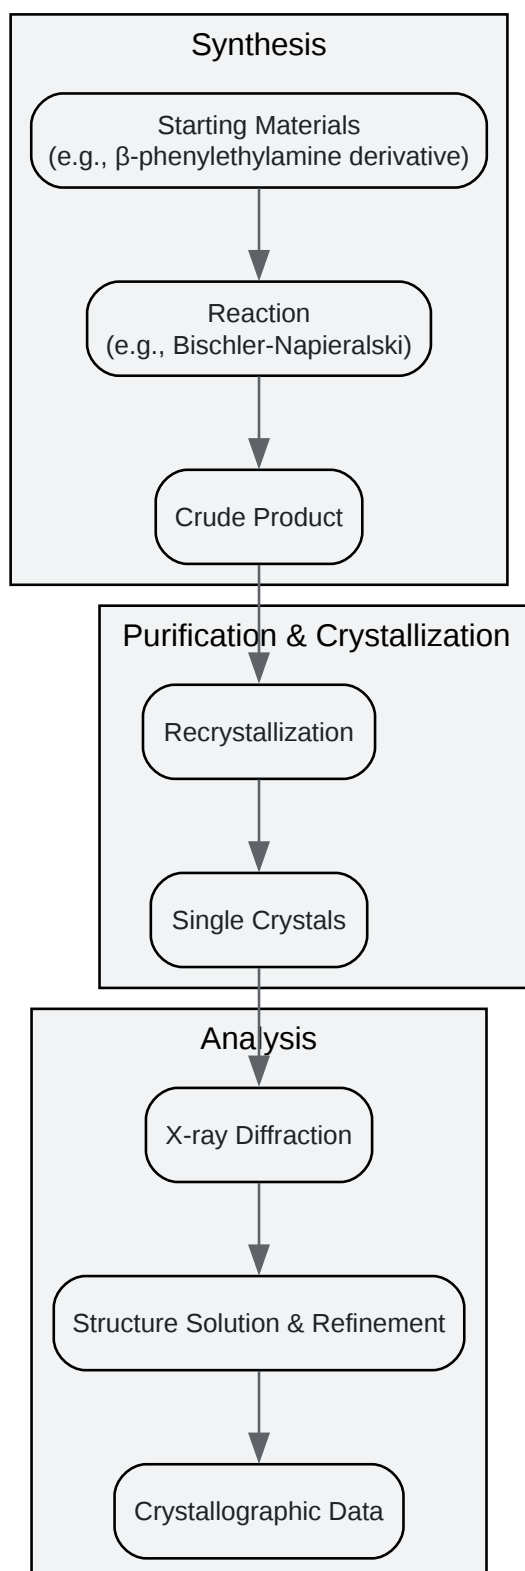 Synthesis
Starting Materials
(e.g., β-phenylethylamine derivative)
Reaction
(e.g., Bischler-Napieralski)
Crude Product
Purification & Crystallization
Recrystallization
Single Crystals
Analysis
X-ray Diffraction
Structure Solution & Refinement
Crystallographic Data